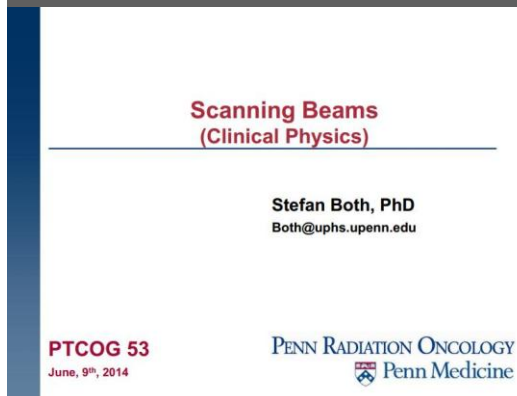 Scanning Beams
(Clinical Physics)
Stefan Both, PhD
Both@uphs.upenn.edu
PTCOG 53
June, 9th, 2014
PENN RADIATION ONCOLOGY
Penn Medicine